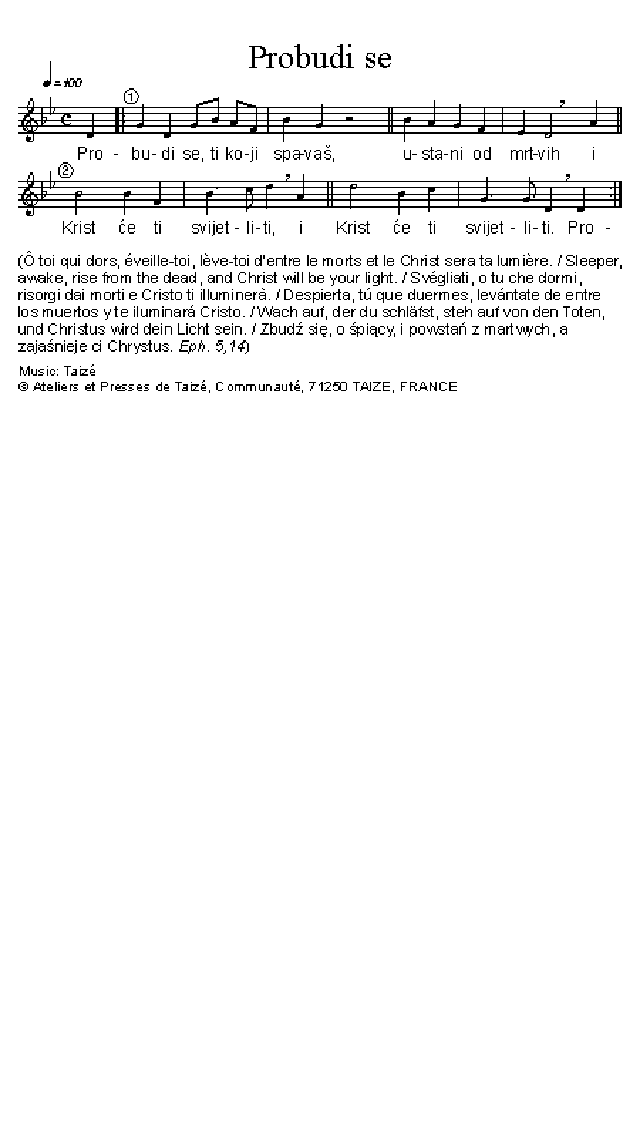 Probudi se
= 100
①
Pro - bu- di se, ti ko-ji spa-vaš, u-sta-ni od mrt-vih i
②
Krist će ti svijet - li-ti, i Krist će ti svijet - li-ti. Pro -
(Ô toi qui dors, éveille-toi, lève-toi d'entre le morts et le Christ sera ta lumière. / Sleeper,
awake, rise from the dead, and Christ will be your light. / Svégliati, o tu che dormi,
risorgi dai morti e Cristo ti illuminerà. / Despierta, tú que duermes, levántate de entre
los muertos y te iluminará Cristo. / Wach auf, der du schläfst, steh auf von den Toten,
und Christus wird dein Licht sein. / Zbudź się, o śpiący, i powstań z martwych, a
zajaśnieje ci Chrystus. Eph. 5,14)
Music: Taizé
© Ateliers et Presses de Taizé, Communauté, 71250 TAIZE, FRANCE